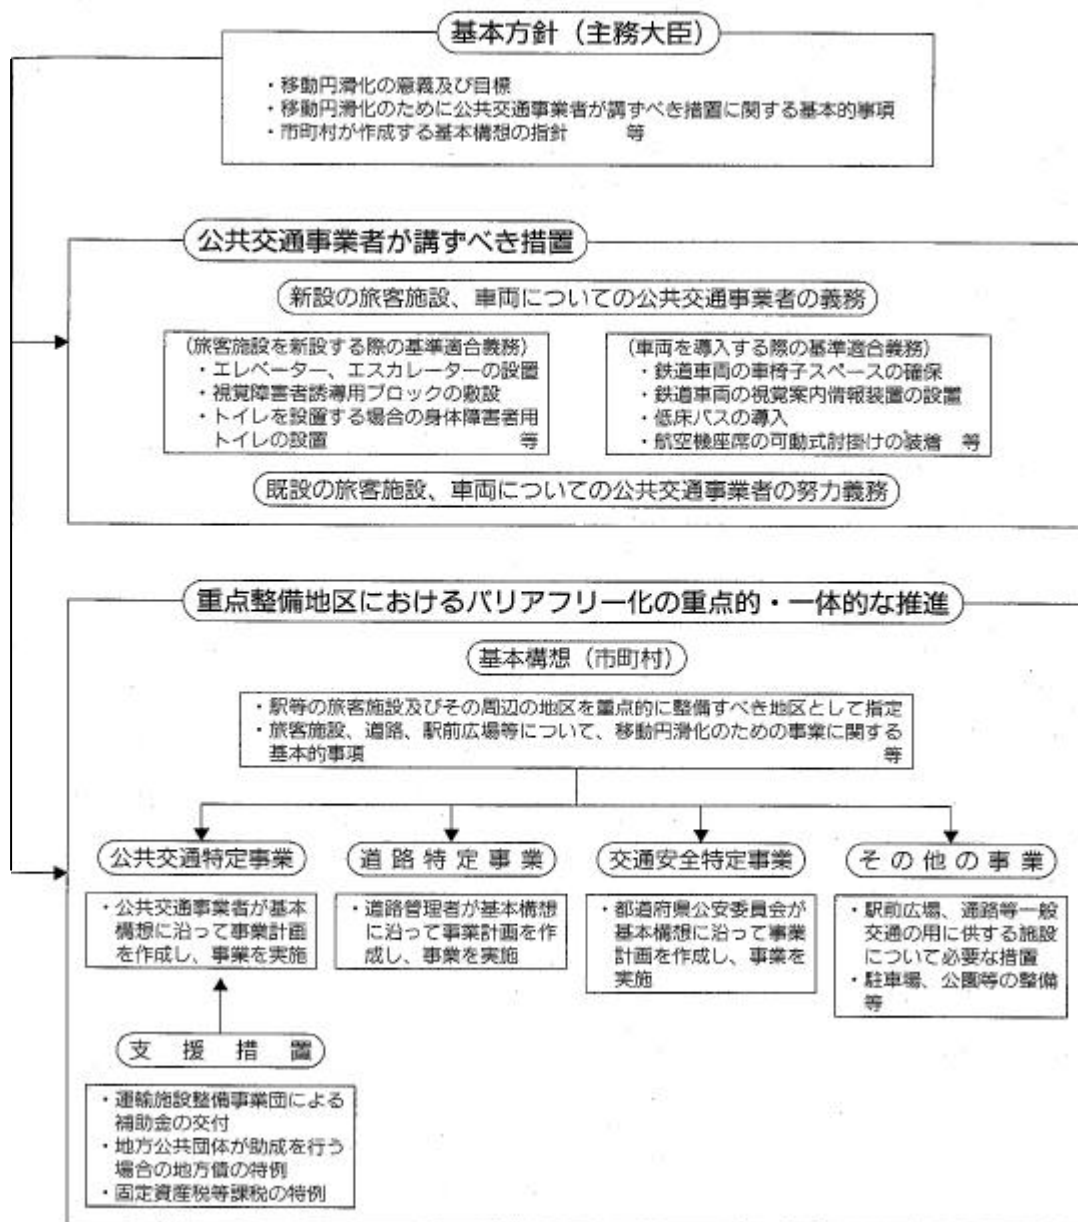 基本方針（主務大臣）
・移動円滑化の意義及び目標
・移動円滑化のために公共交通事業者が講ずべき措置に関する基本的事項
・市町村が作成する基本構想の指針　　等
公共交通事業者が講ずべき措置
新設の旅客施設、車両についての公共交通事業者の義務
(旅客施設を新設する際の基準適合義務)
・エレベーター、エスカレーターの設置
・視覚障害者誘導用ブロックの敷設
・トイレを設置する場合の身体障害者用
トイレの設置　　等
(車両を導入する際の基準適合義務)
・鉄道車両の車椅子スペースの確保
・鉄道車両の視覚案内情報装置の設置
・低床バスの導入
・航空機座席の可動式肘掛けの装着　等
既設の旅客施設、車両についての公共交通事業者の努力義務
重点整備地区におけるバリアフリー化の重点的・一体的な推進
基本構想（市町村）
・駅等の旅客施設及びその周辺の地区を重点的に整備すべき地区として指定
・旅客施設、道路、駅前広場等について、移動円滑化のための事業に関する
基本的事項　　等
公共交通特定事業
・公共交通事業者が基本
構想に沿って事業計画
を作成し、事業を実施
道路特定事業
・道路管理者が基本構想
に沿って事業計画を作
成し、事業を実施
交通安全特定事業
・都道府県公安委員会が
基本構想に沿って事業
計画を作成し、事業を
実施
その他の事業
・駅前広場、通路等一般
交通の用に供する施設
について必要な措置
・駐車場、公園等の整備
等
支援措置
・運輸施設整備事業団による
補助金の交付
・地方公共団体が助成を行う
場合の地方債の特例
・固定資産税等課税の特例